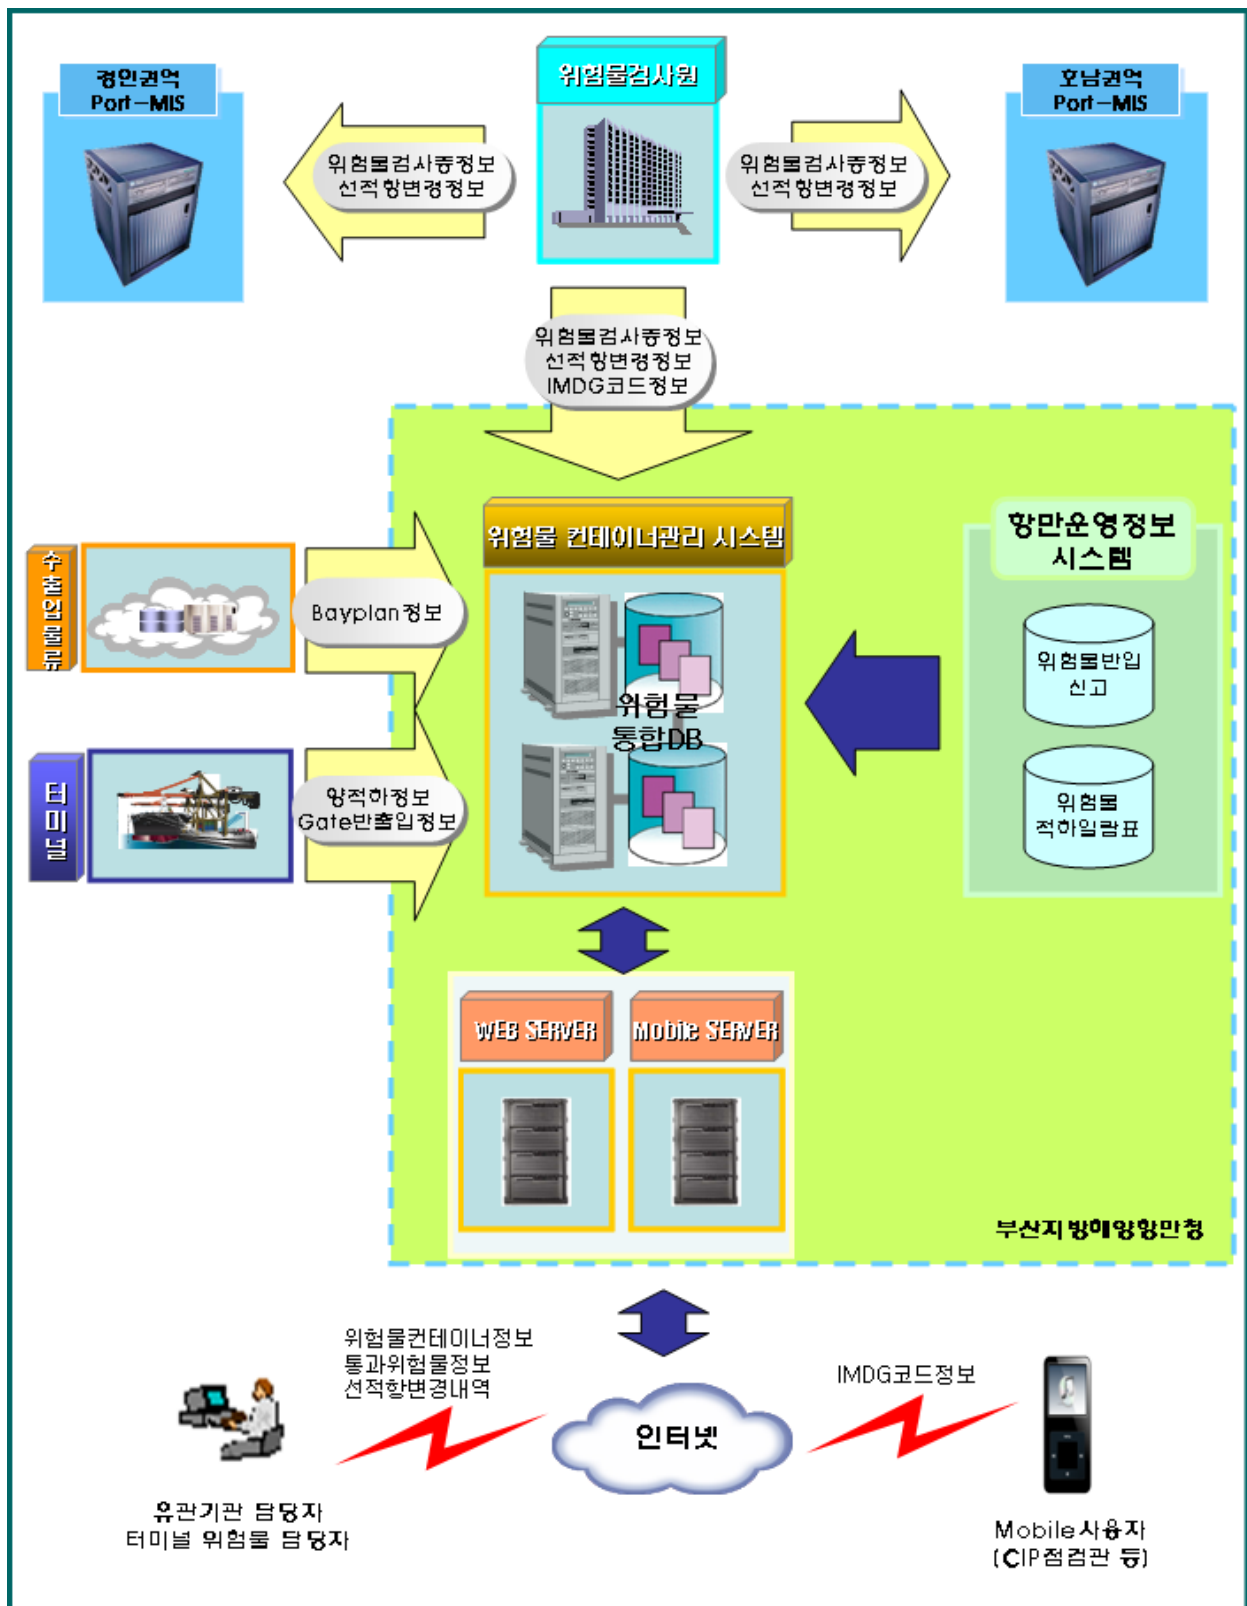 위험물검사원
경인권역
Port-MIS
호남권역
Port-MIS
위험물검사증정보
선적항변경정보
위험물검사증정보
선적항변경정보
위험물검사증정보
선적항변경정보
IMDG코드정보
수출입물류
Bayplan정보
위험물 컨테이너관리 시스템
위험물
통합DB
항만운영정보
시스템
위험물반입
신고
위험물
적하일람표
터미널
양적하정보
Gate반출입정보
WEB SERVER
Mobile SERVER
부산지방해양항만청
위험물컨테이너정보
통과위험물정보
선적항변경내역
IMDG코드정보
인터넷
유관기관 담당자
터미널 위험물 담당자
Mobile사용자
(CIP점검관 등)